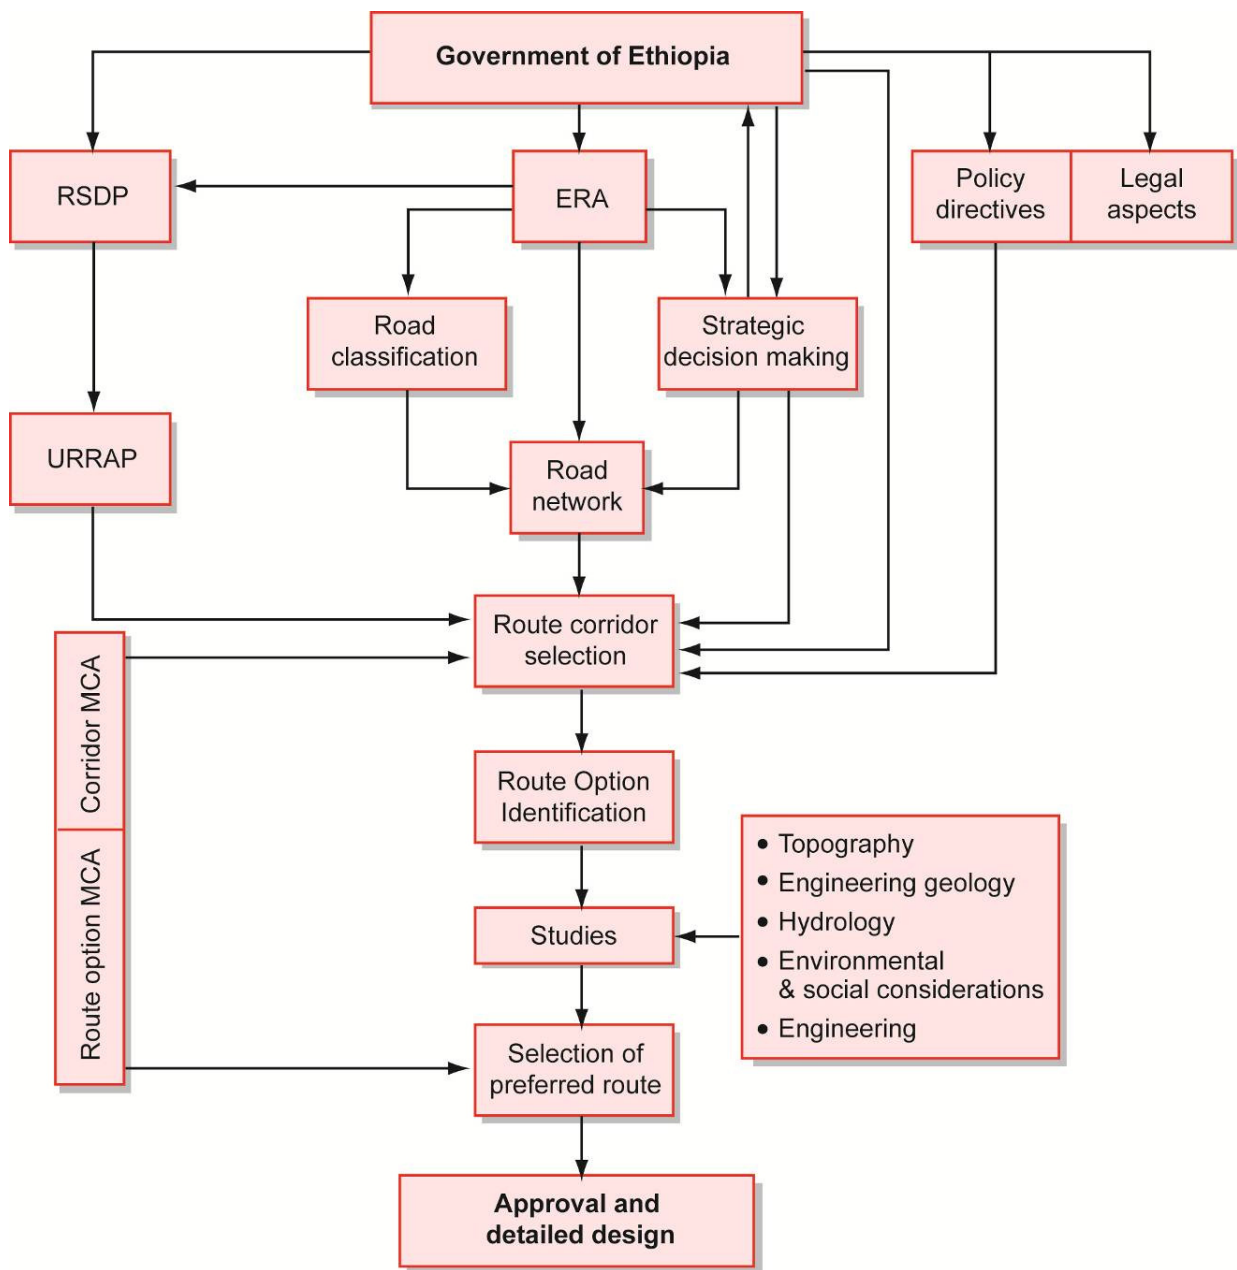 Government of Ethiopia
RSDP
ERA
Policy
directives
Legal
aspects
Road
classification
Strategic
decision making
URRAP
Road
network
Route corridor
selection
Corridor MCA
Route option MCA
Route Option
Identification
Studies
• Topography
• Engineering geology
• Hydrology
• Environmental
& social considerations
• Engineering
Selection of
preferred route
Approval and
detailed design